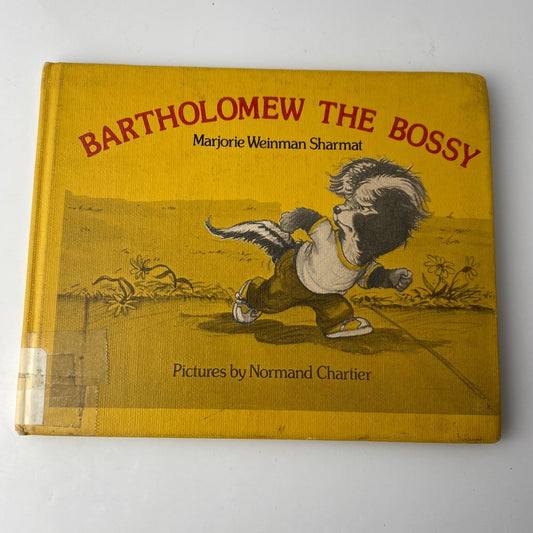 BARTHOLOMEW THE BOSSY
Marjorie Weinman Sharmat
Pictures by Normand Chartier